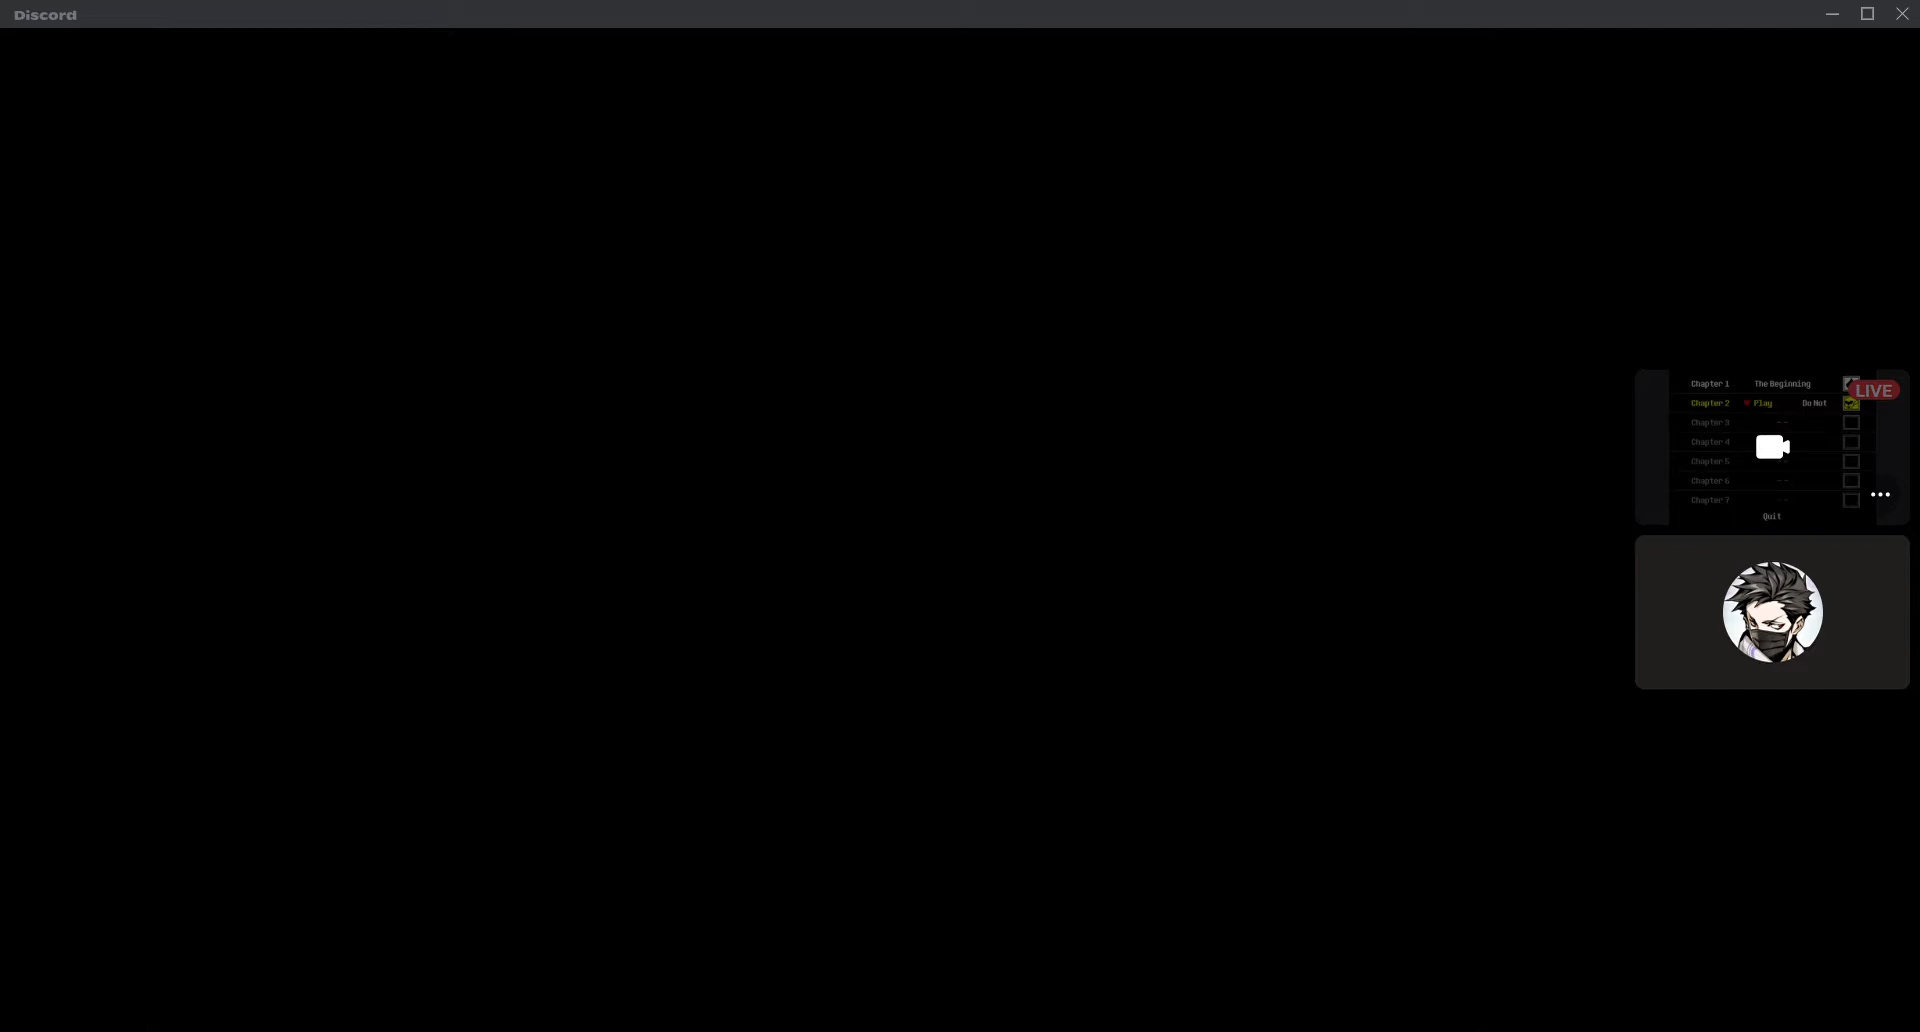 Discord
Chapter 1 The Beginning
LIVE
Chapter 2 Play Do Not
Chapter 3 --
Chapter 4
Chapter 5
Chapter 6 --
Chapter 7 --
Quit